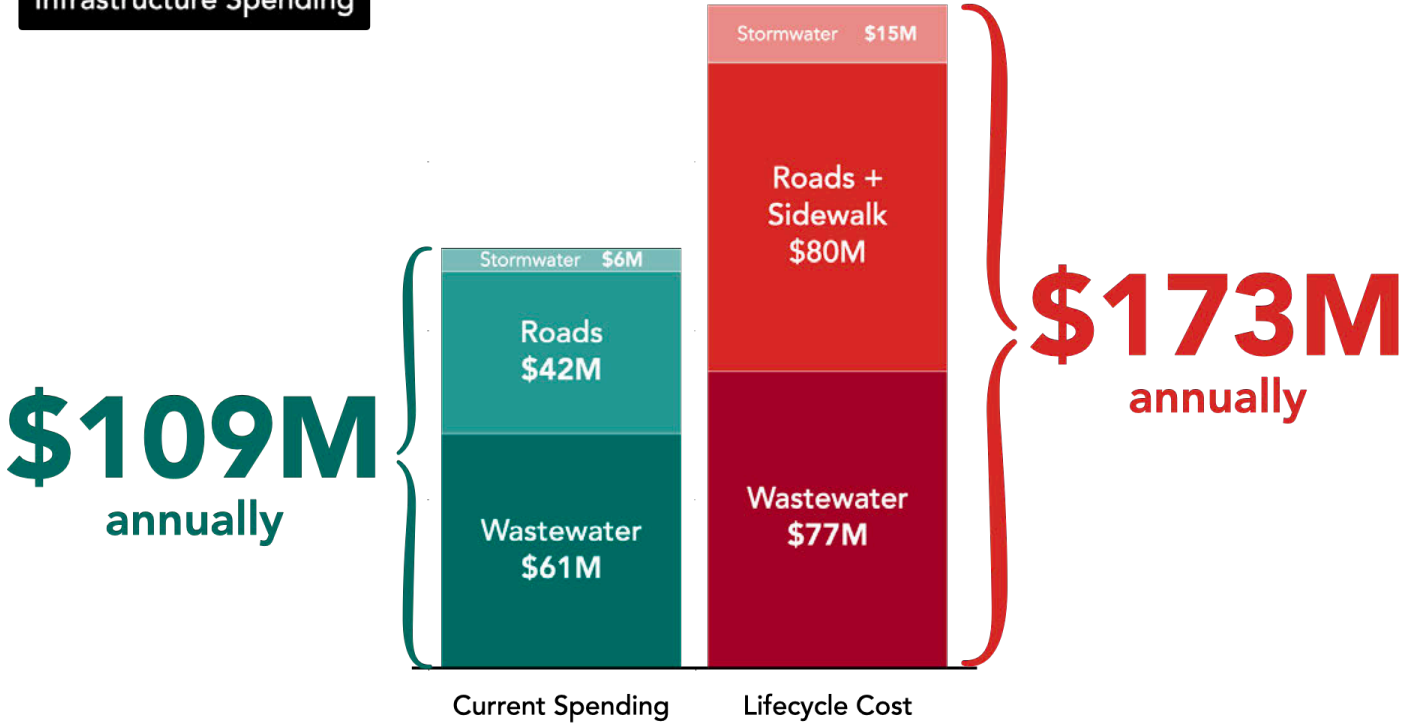 Infrastructure Spending
Stormwater $15M
Roads +
Sidewalk
$80M
$173M
annually
Stormwater $6M
Roads
$42M
$109M
annually
Wastewater
$61M
Wastewater
$77M
Current Spending
Lifecycle Cost